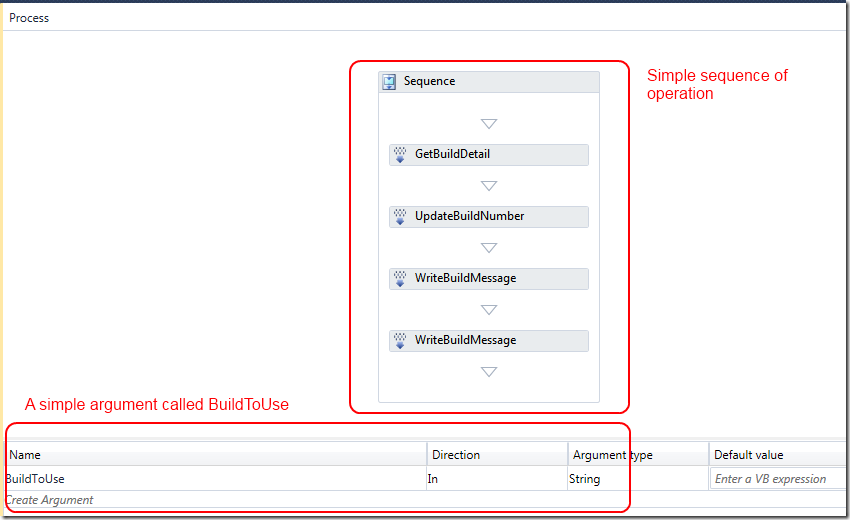 Process
Sequence
Simple sequence of
operation
GetBuildDetail
UpdateBuildNumber
WriteBuildMessage
WriteBuildMessage
A simple argument called BuildToUse
Name Direction Argument type Default value
BuildToUse In String Enter a VB expression
Create Argument